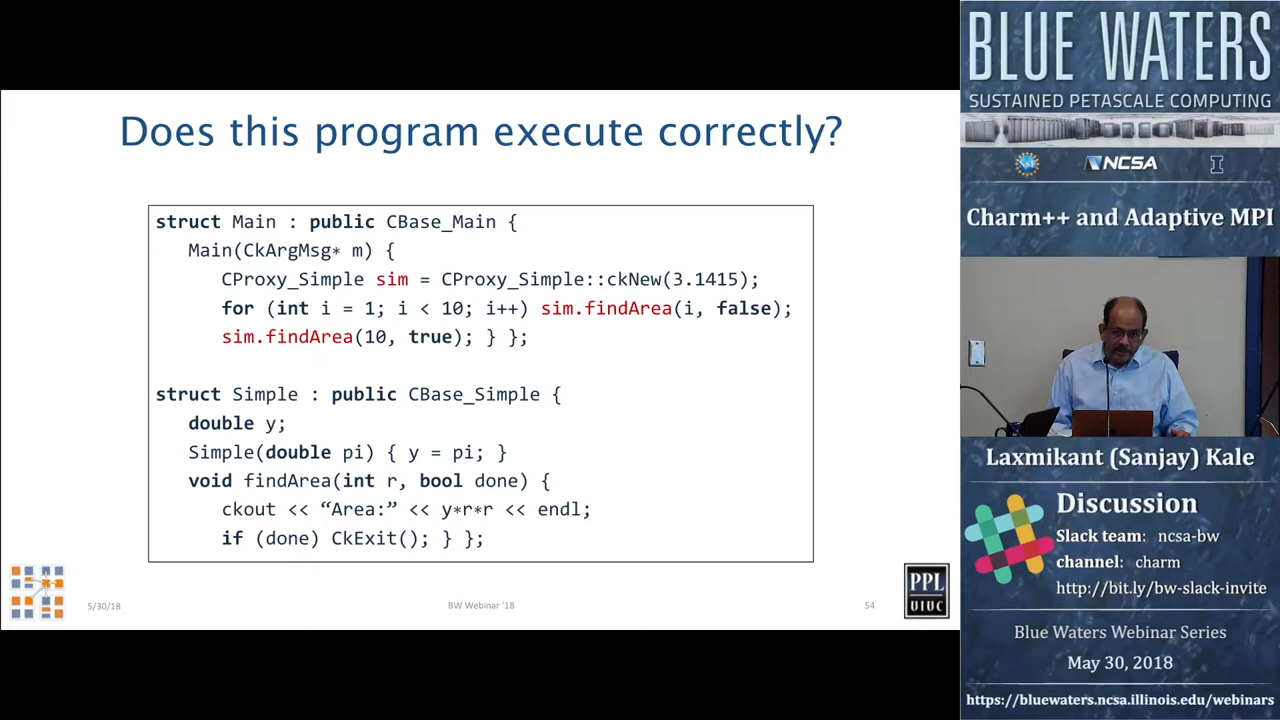 Does this program execute correctly?
struct Main : public CBase_Main {
Main(CkArgMsg* m) {
CProxy_Simple sim = CProxy_Simple::ckNew(3.1415);
for (int i = 1; i < 10; i++) sim.findArea(i, false);
sim.findArea(10, true); } };
struct Simple : public CBase_Simple {
double y;
Simple(double pi) { y = pi; }
void findArea(int r, bool done) {
ckout << “Area:” << y*r*r << endl;
if (done) CkExit(); } };
5/30/18
BW Webinar ’18
54
PPL
UIUC
BLUE WATERS
SUSTAINED PETASCALE COMPUTING
NCSA
I
Charm++ and Adaptive MPI
Laxmikant (Sanjay) Kale
Discussion
Slack team: ncsa-bw
channel: charm
http://bit.ly/bw-slack-invite
Blue Waters Webinar Series
May 30, 2018
https://bluewaters.ncsa.illinois.edu/webinars